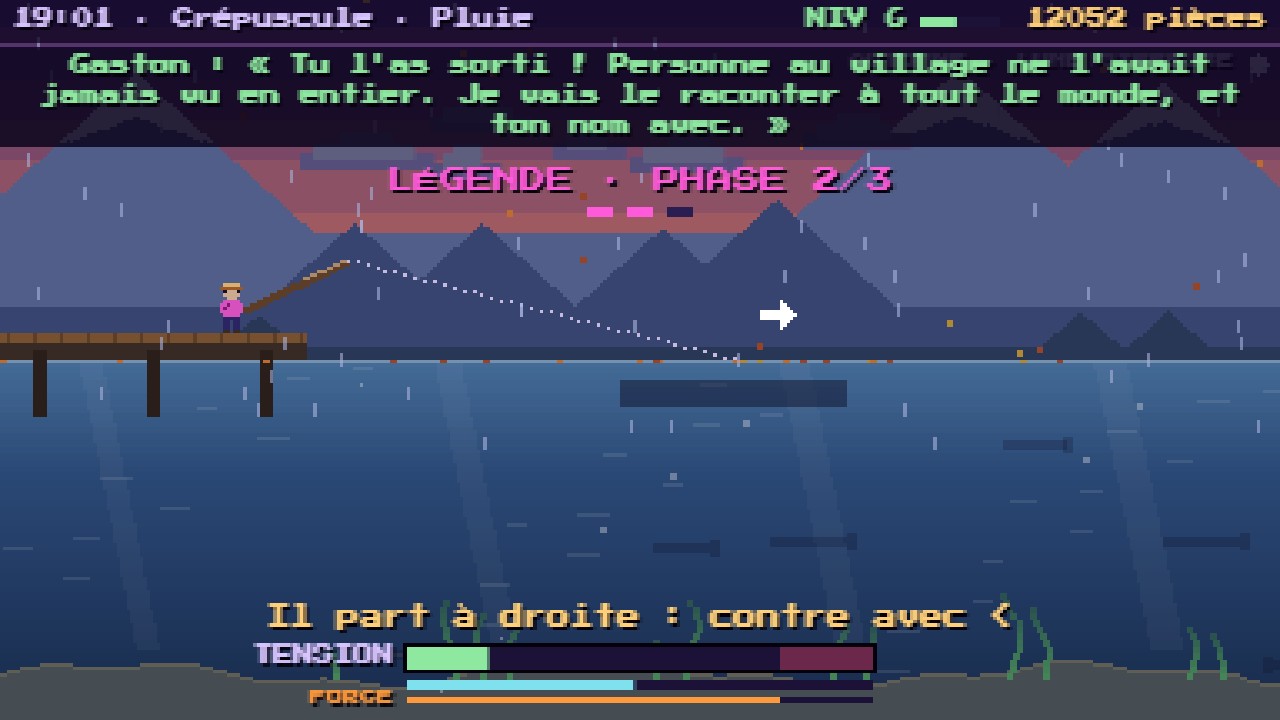 19:01 · Crépuscule · Pluie
NIV 6
12052 pièces
Gaston : « Tu l'as sorti ! Personne au village ne l'avait
jamais vu en entier. Je vais le raconter à tout le monde, et
ton nom avec. »
LÉGENDE · PHASE 2/3
Il part à droite : contre avec <
TENSION
FORCE